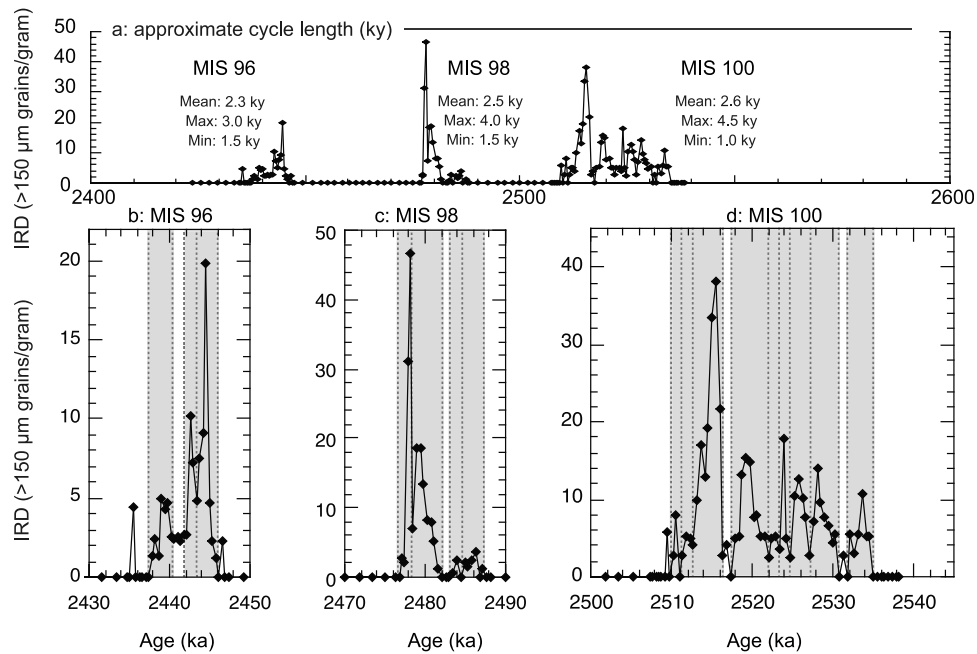 a: approximate cycle length (ky)
IRD (>150 µm grains/gram)
50
40
30
20
10
0
MIS 96
Mean: 2.3 ky
Max: 3.0 ky
Min: 1.5 ky
MIS 98
Mean: 2.5 ky
Max: 4.0 ky
Min: 1.5 ky
MIS 100
Mean: 2.6 ky
Max: 4.5 ky
Min: 1.0 ky
2400
2500
2600
b: MIS 96
c: MIS 98
d: MIS 100
IRD (>150 µm grains/gram)
20
15
10
5
0
2430
2440
2450
Age (ka)
50
40
30
20
10
0
2470
2480
2490
Age (ka)
40
30
20
10
0
2500
2510
2520
2530
2540
Age (ka)